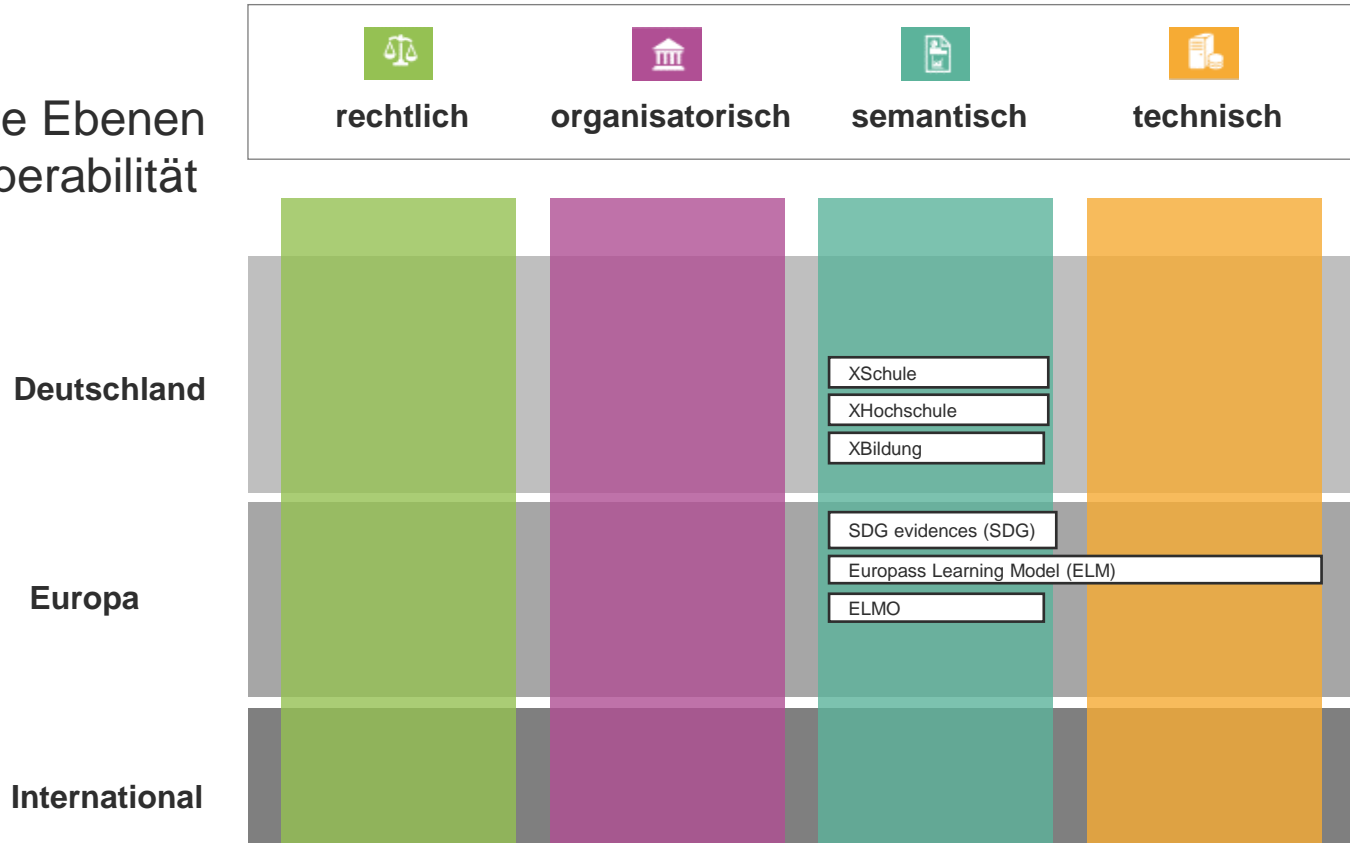 rechtlich organisatorisch semantisch technisch
e Ebenen
perabilität
Deutschland
XSchule
XHochschule
XBildung
SDG evidences (SDG)
Europass Learning Model (ELM)
Europa
ELMO
International